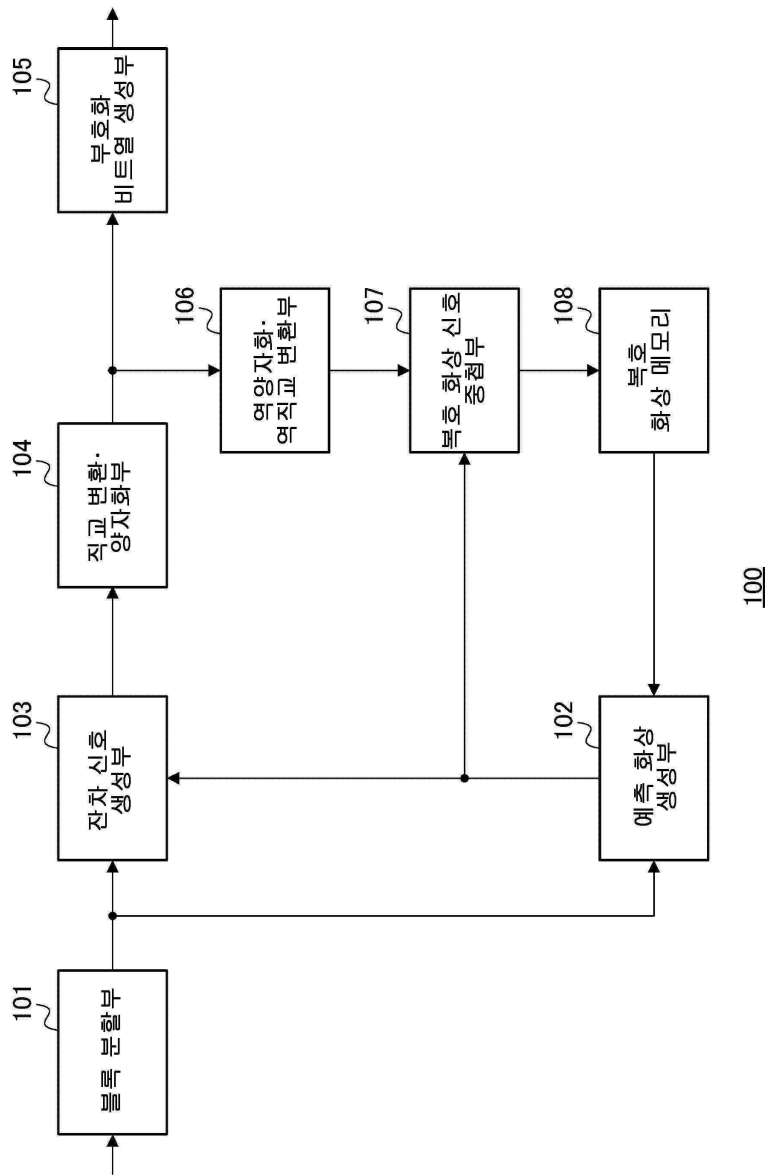 101
블록 분할부
103
잔차 신호
생성부
104
직교 변환·
양자화부
105
부호화
비트열 생성부
106
역양자화·
역직교 변환부
107
복호 화상 신호
중첩부
102
예측 화상
생성부
108
복호
화상 메모리
100